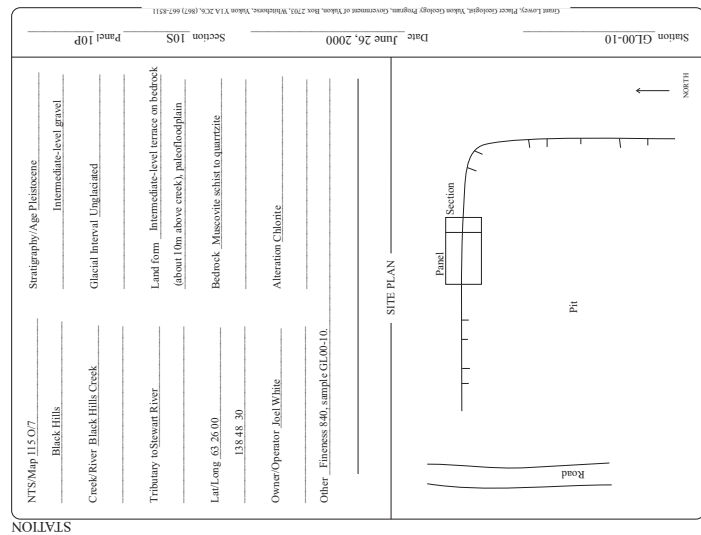 STATION
Station GL00-10 Date June 26, 2000 Section 10S Panel 10P
NTS/Map 115 O/7
Black Hills
Creek/River Black Hills Creek
Tributary to Stewart River
Lat/Long 63 26 00
138 48 30
Owner/Operator Joel White
Other Fineness 840, sample GL00-10.
Stratigraphy/Age Pleistocene
Intermediate-level gravel
Glacial Interval Unglaciated
Land form Intermediate-level terrace on bedrock
(about 10m above creek), paleofloodplain
Bedrock Muscovite schist to quarrtzite
Alteration Chlorite
SITE PLAN
NORTH
Panel
Section
Pit
Road
Grant Lowey, Placer Geologist, Yukon Geology Program, Government of Yukon, Box 2703, Whitehorse, Yukon Y1A 2C6, (867) 667-8511